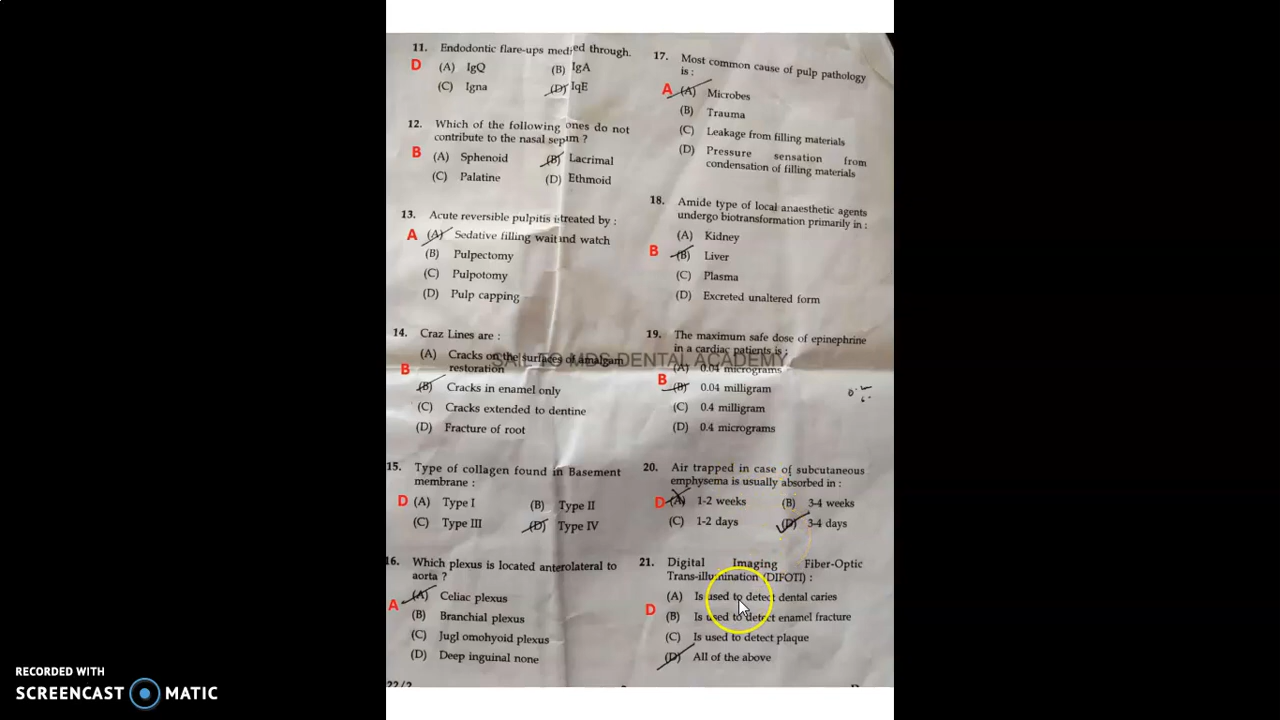 11. Endodontic flare-ups med;ed through.
D (A) IgQ (B) IgA
(C) Igna (D) IqE
12. Which of the following ones do not
contribute to the nasal sepım ?
B (A) Sphenoid (B) Lacrimal
(C) Palatine (D) Ethmoid
13. Acute reversible pulpitis is treated by :
A (A) Sedative filling wait and watch
(B) Pulpectomy
(C) Pulpotomy
(D) Pulp capping
14. Craz Lines are :
(A) Cracks on the surfaces of amalgam
restoration
B (B) Cracks in enamel only
(C) Cracks extended to dentine
(D) Fracture of root
15. Type of collagen found in Basement
membrane :
D (A) Type I (B) Type II
(C) Type III (D) Type IV
16. Which plexus is located anterolateral to
aorta ?
A (A) Celiac plexus
(B) Branchial plexus
(C) Jugl omohyoid plexus
(D) Deep inguinal none
22/2
17. Most common cause of pulp pathology
is :
A (A) Microbes
(B) Trauma
(C) Leakage from filling materials
(D) Pressure sensation from
condensation of filling materials
18. Amide type of local anaesthetic agents
undergo biotransformation primarily in :
(A) Kidney
B (B) Liver
(C) Plasma
(D) Excreted unaltered form
19. The maximum safe dose of epinephrine
in a cardiac patients is :
SAIL TO MDS DENTAL ACADEMY
(A) 0.04 micrograms
B (B) 0.04 milligram
(C) 0.4 milligram
(D) 0.4 micrograms
20. Air trapped in case of subcutaneous
emphysema is usually absorbed in :
D (A) 1-2 weeks (B) 3-4 weeks
(C) 1-2 days (D) 3-4 days
21. Digital Imaging Fiber-Optic
Trans-illumination (DIFOTI) :
(A) Is used to detect dental caries
D (B) Is used to detect enamel fracture
(C) Is used to detect plaque
(D) All of the above
RECORDED WITH
SCREENCAST MATIC